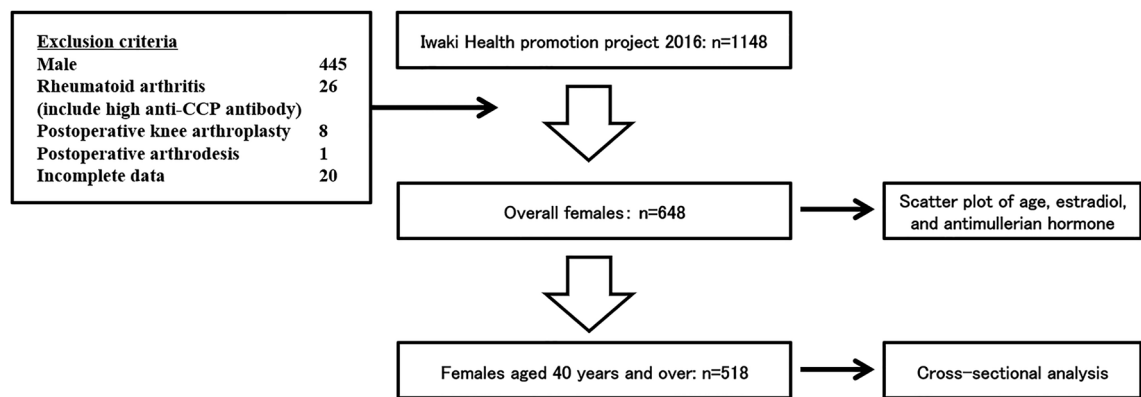 Exclusion criteria
Male 445
Rheumatoid arthritis 26
(include high anti-CCP antibody)
Postoperative knee arthroplasty 8
Postoperative arthrodesis 1
Incomplete data 20
Iwaki Health promotion project 2016: n=1148
Overall females: n=648
Scatter plot of age, estradiol,
and antimullerian hormone
Females aged 40 years and over: n=518
Cross-sectional analysis